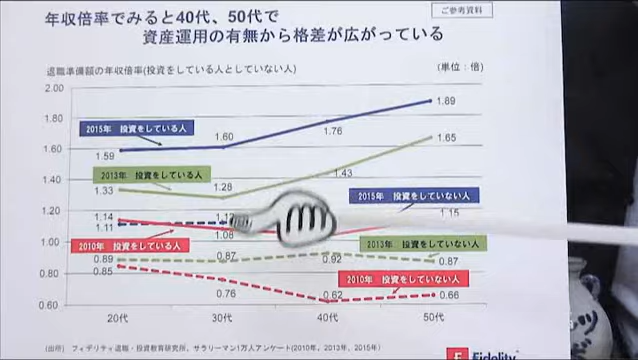 ご参考資料
年収倍率でみると40代、50代で
資産運用の有無から格差が広がっている
退職準備額の年収倍率(投資をしている人としていない人)
(単位:倍)
2.00
1.80
1.60
1.40
1.20
1.00
0.80
0.60
2015年 投資をしている人
1.59
1.60
1.76
1.89
2013年 投資をしている人
1.33
1.28
1.43
1.65
2015年 投資をしていない人
1.14
1.11
1.08
1.15
2010年 投資をしている人
2013年 投資をしていない人
0.89
0.87
0.92
0.87
2010年 投資をしていない人
0.85
0.76
0.62
0.66
20代
30代
40代
50代
(出所) フィデリティ退職・投資教育研究所、サラリーマン1万人アンケート(2010年、2013年、2015年)
Fidelity